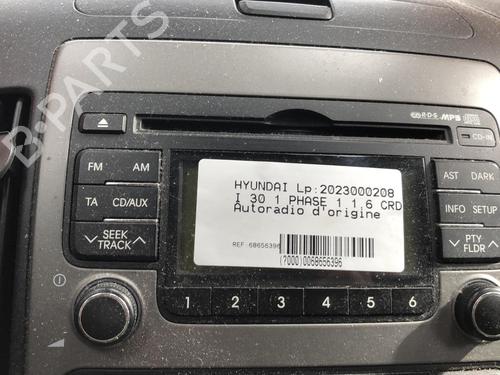 RDS MP3
CD-IN
FM AM
TA CD/AUX
SEEK
TRACK
HYUNDAI Lp:2023000208
I 30 1 PHASE 1 1.6 CRD
Autoradio d'origine
REF : 68656396
(7000)0068656396
AST DARK
INFO SETUP
PTY
FLDR
1 2 3 4 5 6
B-PARTS